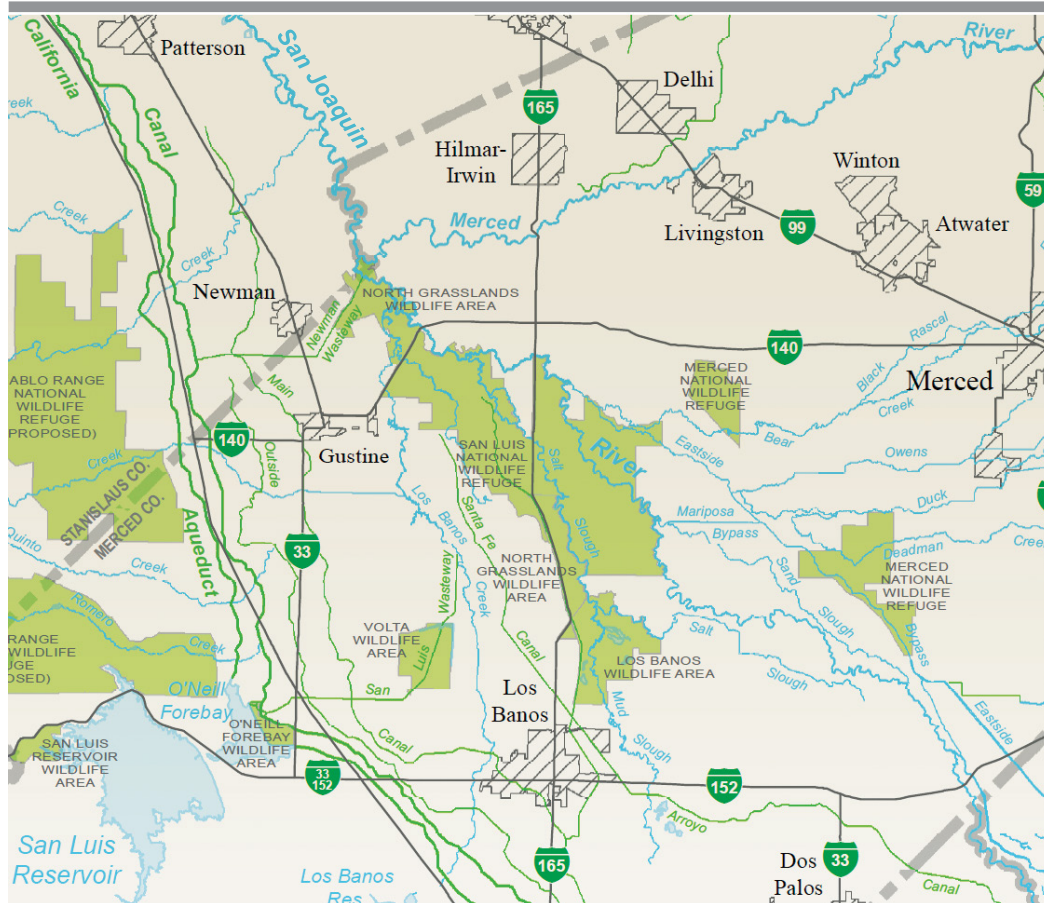 Patterson
California
Canal
San Joaquin
River
165
Delhi
Hilmar-
Irwin
Winton
59
Merced
Livingston
99
Atwater
eek
Creek
Creek
Newman
NORTH GRASSLANDS
WILDLIFE AREA
Newman
Wasteway
140
Rascal
Black
Creek
Merced
MERCED
NATIONAL
WILDLIFE
REFUGE
Main
ABLO RANGE
NATIONAL
WILDLIFE
REFUGE
PROPOSED)
140
Gustine
Outside
SAN LUIS
NATIONAL
WILDLIFE
REFUGE
Salt
Slough
River
Bear
Eastside
Owens
Creek
STANISLAUS CO.
MERCED CO.
Aqueduct
Los Banos
Creek
Santa Fe
Canal
Mariposa
Bypass
Duck
Deadman
Creek
Quinto
Creek
33
Wasteway
NORTH
GRASSLANDS
WILDLIFE
AREA
Sand
Slough
Bypass
MERCED
NATIONAL
WILDLIFE
REFUGE
Romero
Creek
RANGE
WILDLIFE
UGE
OSED)
VOLTA
WILDLIFE
AREA
Luis
San
Salt
Slough
LOS BANOS
WILDLIFE AREA
O'Neill
Forebay
Los
Banos
Mud
Slough
Eastside
O'NEILL
FOREBAY
WILDLIFE
AREA
Canal
SAN LUIS
RESERVOIR
WILDLIFE
AREA
33
152
152
Arroyo
San Luis
Reservoir
165
33
Dos
Palos
Canal
Los Banos
Res.